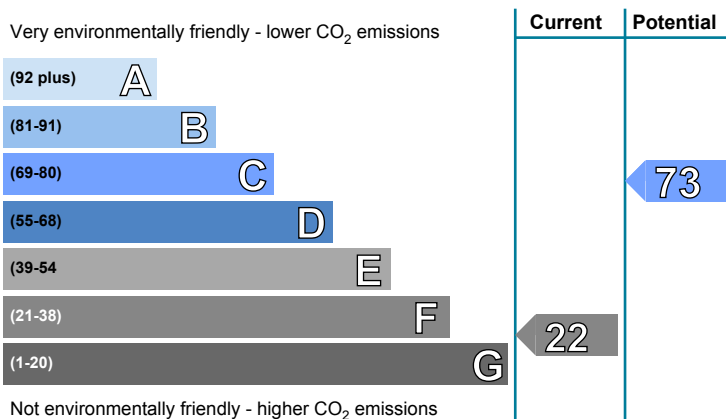 Current Potential
Very environmentally friendly - lower CO2 emissions
(92 plus) A
(81-91) B
(69-80) C
73
(55-68) D
(39-54 E
(21-38) F
22
(1-20) G
Not environmentally friendly - higher CO2 emissions